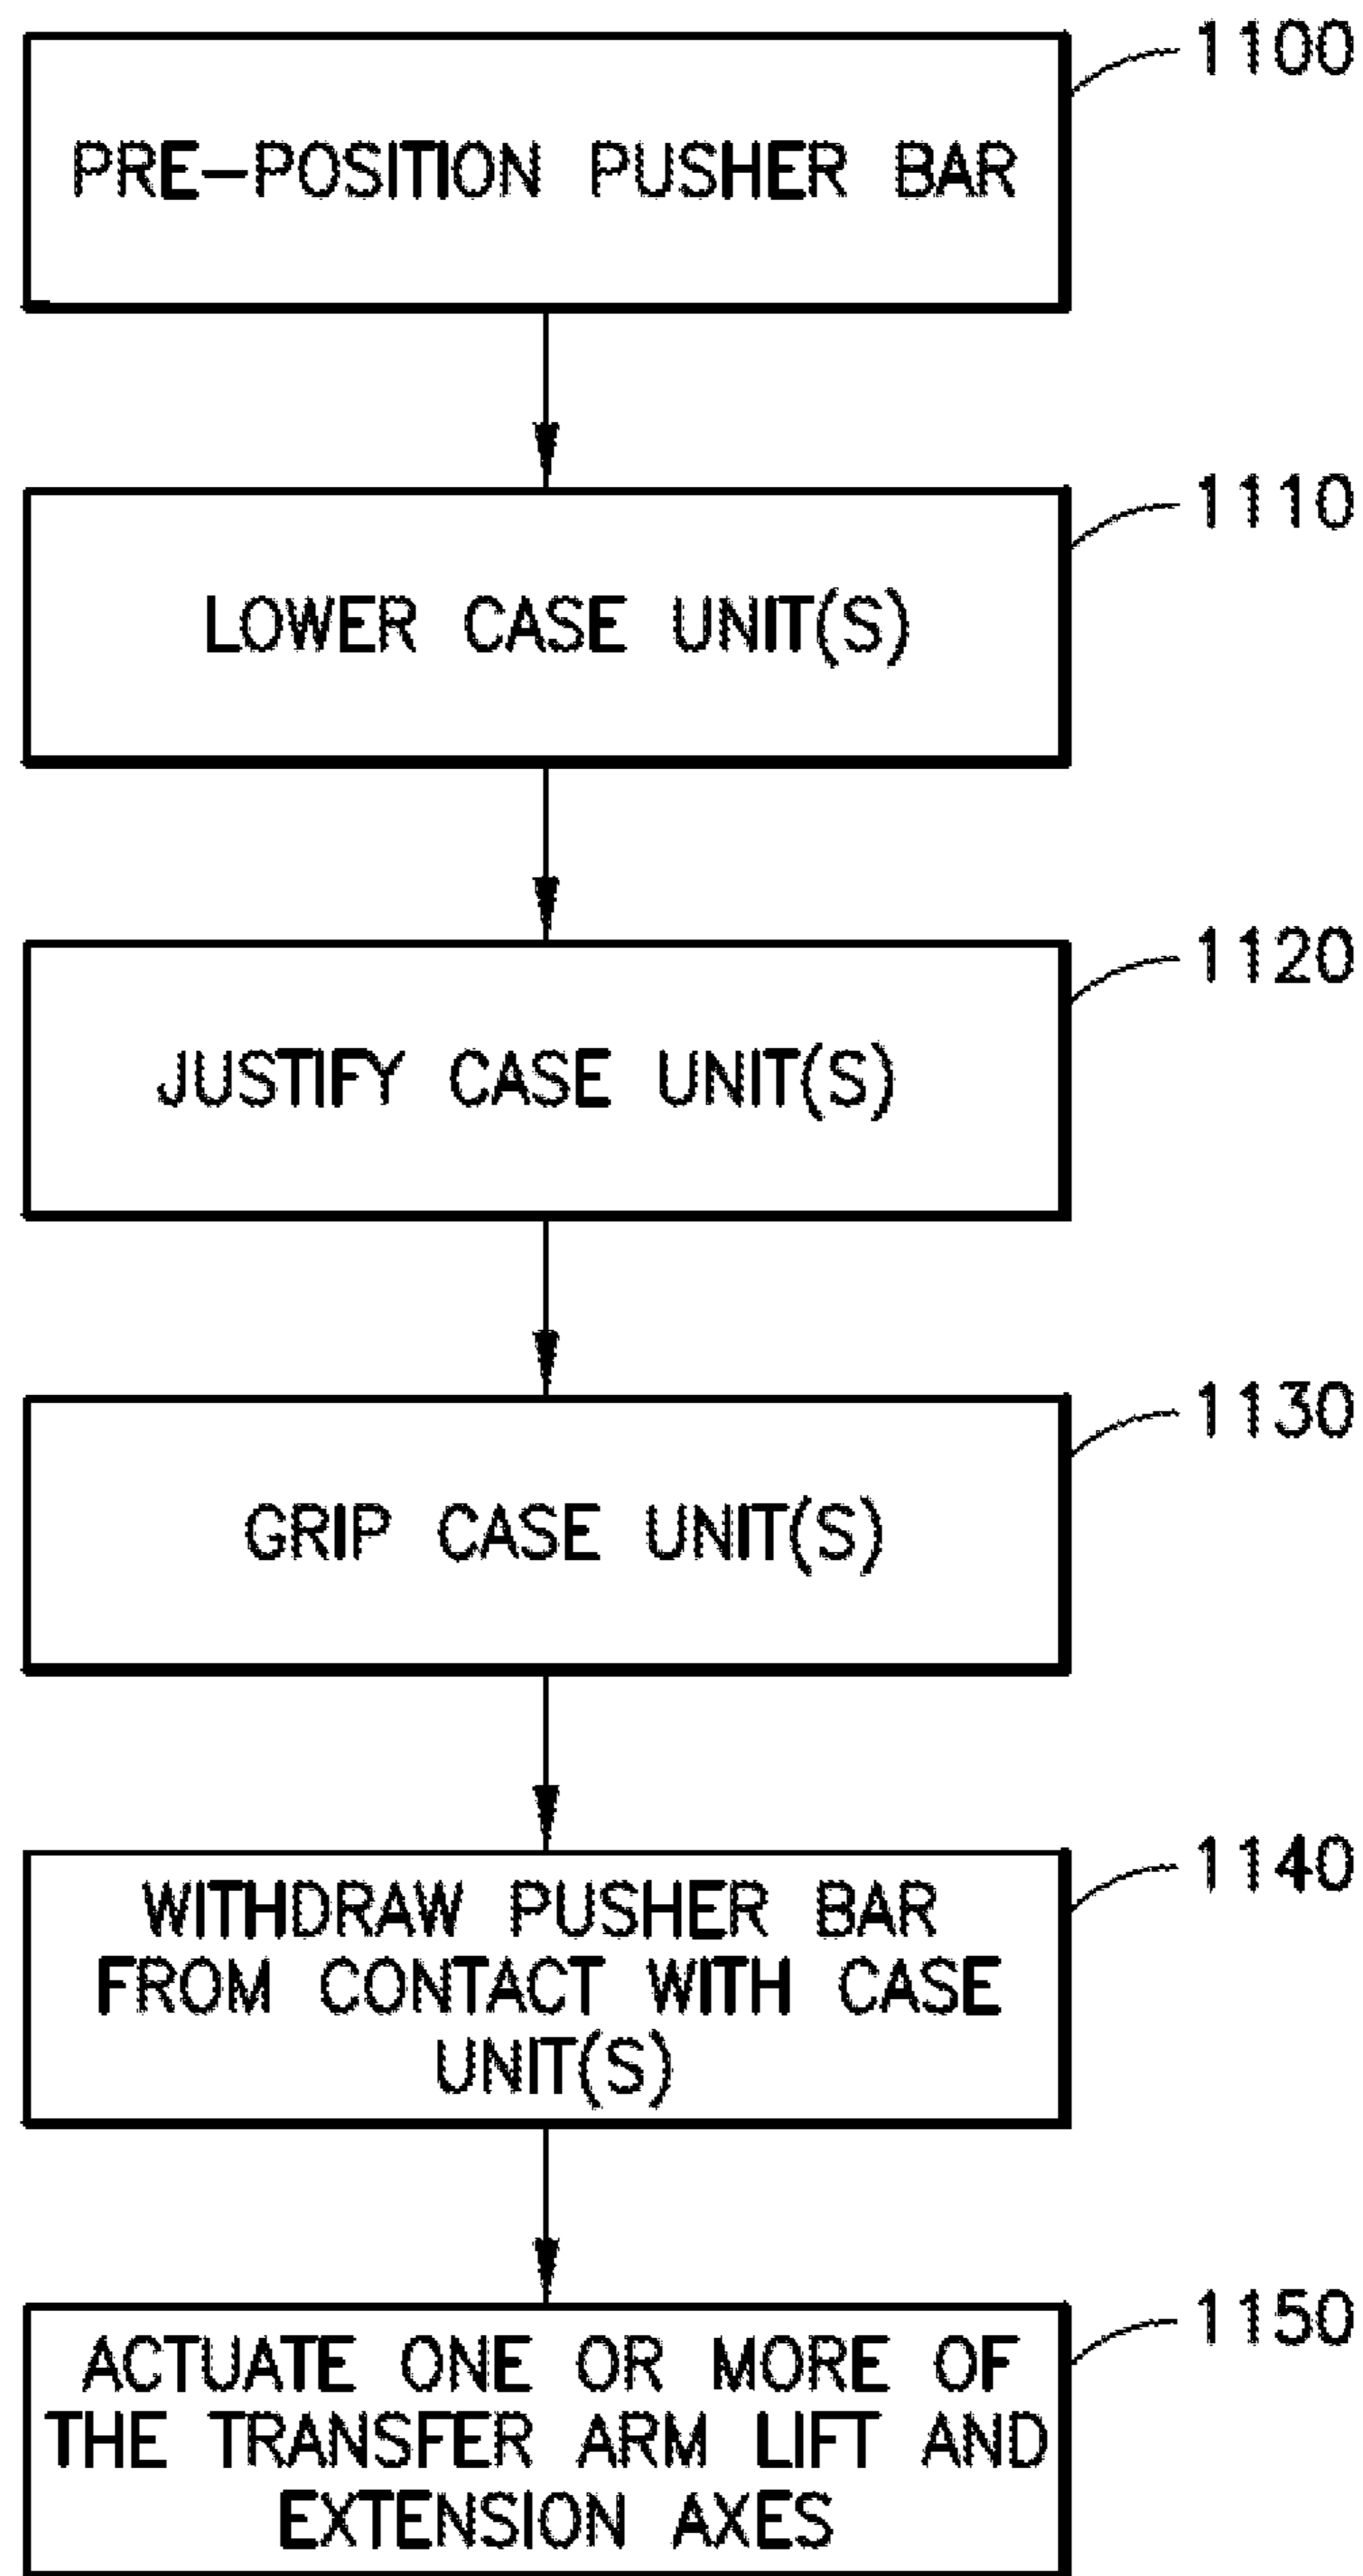 1100
PRE-POSITION PUSHER BAR
1110
LOWER CASE UNIT(S)
1120
JUSTIFY CASE UNIT(S)
1130
GRIP CASE UNIT(S)
1140
WITHDRAW PUSHER BAR
FROM CONTACT WITH CASE
UNIT(S)
1150
ACTUATE ONE OR MORE OF
THE TRANSFER ARM LIFT AND
EXTENSION AXES